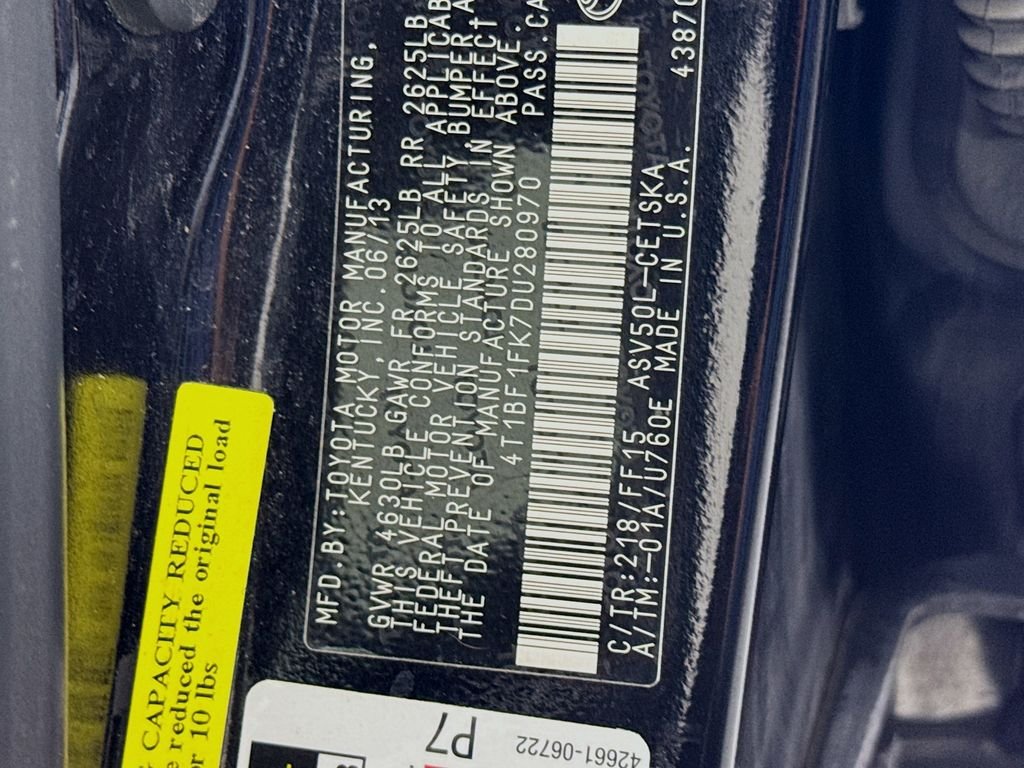 CAPACITY REDUCED
reduced the original load
r 10 lbs
MFD.BY:TOYOTA MOTOR MANUFACTURING,
KENTUCKY, INC.06/13
GVWR 4630LB GAWR FR 2625LB RR 2625LB
THIS VEHICLE CONFORMS TO ALL APPLICAB
FEDERAL MOTOR VEHICLE SAFETY, BUMPER A
THEFT PREVENTION STANDARDS IN EFFECT
THE DATE OF MANUFACTURE SHOWN ABOVE.
4T1BF1FK7DU280970 PASS.CA
C/TR:218/FF15 ASV50L-CETSKA
A/TM:-01A/U760E MADE IN U.S.A. 43870
P7
42661-06722